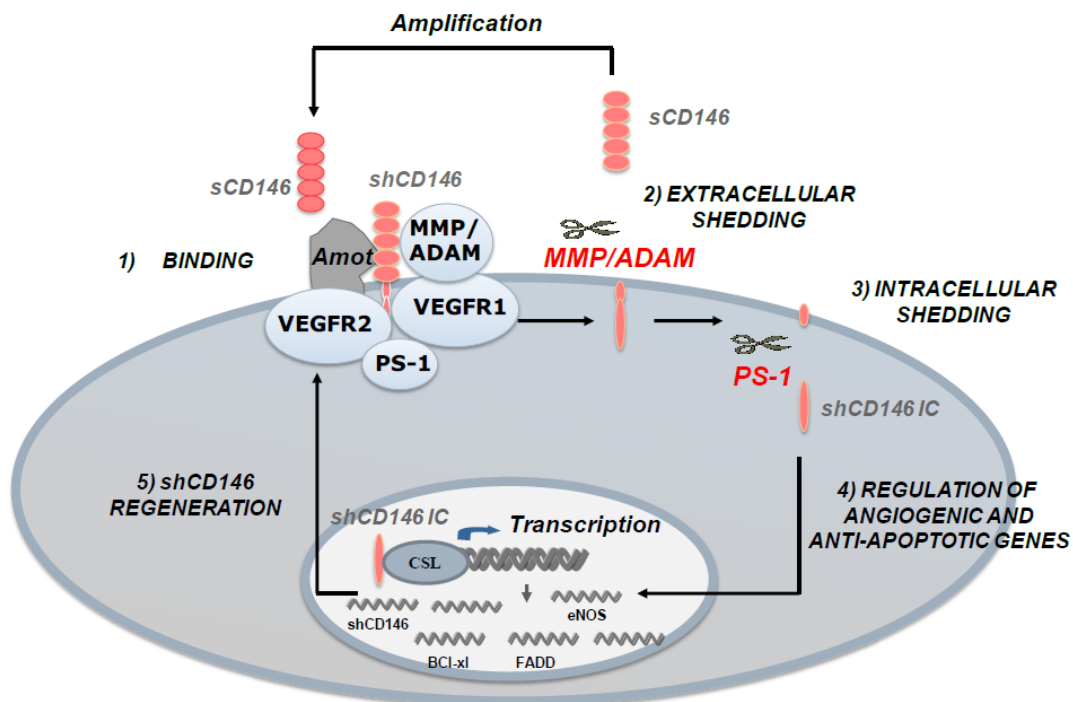 Amplification
sCD146
sCD146
shCD146
2) EXTRACELLULAR
SHEDDING
MMP/
ADAM
MMP/ADAM
1) BINDING
Amot
3) INTRACELLULAR
SHEDDING
VEGFR2
VEGFR1
PS-1
PS-1
shCD146 IC
5) shCD146
REGENERATION
4) REGULATION OF
ANGIOGENIC AND
ANTI-APOPTOTIC GENES
shCD146 IC
Transcription
CSL
shCD146
eNOS
BCl-xl
FADD